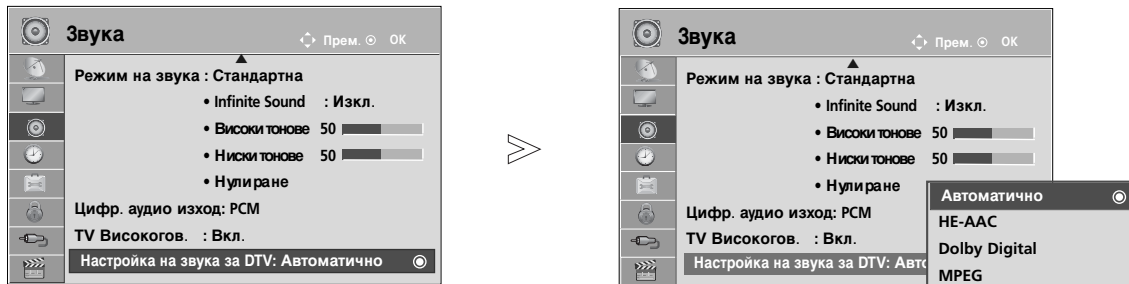 Звука
Прем. OK
Режим на звука : Стандартна
• Infinite Sound : Изкл.
• Високи тонове 50
• Ниски тонове 50
• Нулиране
Цифр. аудио изход: PCM
TV Високогов. : Вкл.
Настройка на звука за DTV: Автоматично
Звука
Прем. OK
Режим на звука : Стандартна
• Infinite Sound : Изкл.
• Високи тонове 50
• Ниски тонове 50
• Нулиране
Цифр. аудио изход: PCM
TV Високогов. : Вкл.
Настройка на звука за DTV: Авто
Автоматично
HE-AAC
Dolby Digital
MPEG